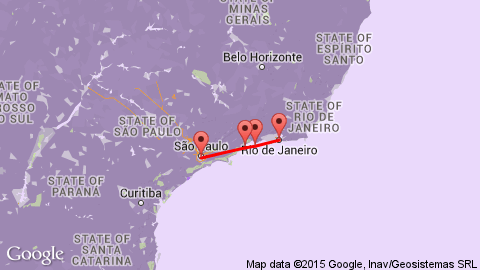 STATE OF
MINAS
GERAIS
STATE OF
ESPÍRITO
SANTO
Belo Horizonte
STATE OF
MATO
GROSSO
DO SUL
STATE OF
SÃO PAULO
STATE OF
RIO DE
JANEIRO
São Paulo
Rio de Janeiro
STATE OF
PARANÁ
Curitiba
STATE OF
SANTA
CATARINA
Google
Map data ©2015 Google, Inav/Geosistemas SRL